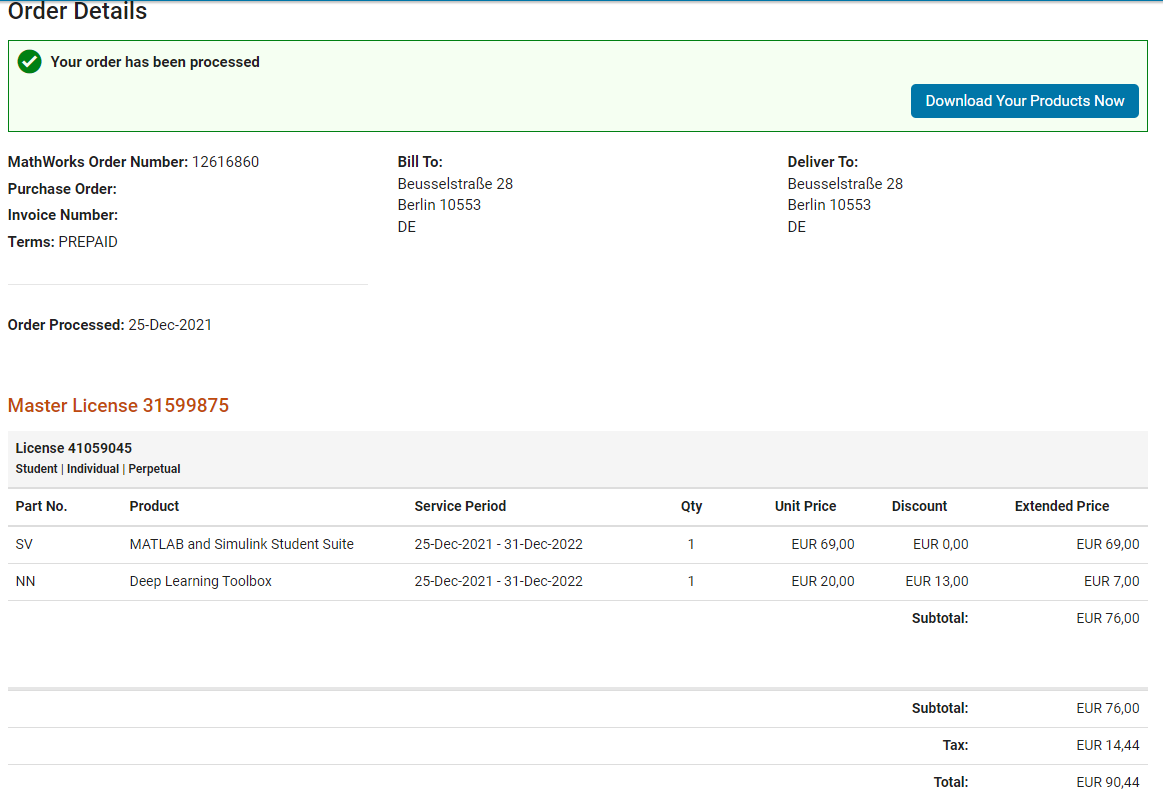 Order Details
Your order has been processed
Download Your Products Now
MathWorks Order Number: 12616860
Purchase Order:
Invoice Number:
Terms: PREPAID
Bill To:
Beusselstraße 28
Berlin 10553
DE
Deliver To:
Beusselstraße 28
Berlin 10553
DE
Order Processed: 25-Dec-2021
Master License 31599875
License 41059045
Student | Individual | Perpetual
Part No. Product Service Period Qty Unit Price Discount Extended Price
SV MATLAB and Simulink Student Suite 25-Dec-2021 - 31-Dec-2022 1 EUR 69,00 EUR 0,00 EUR 69,00
NN Deep Learning Toolbox 25-Dec-2021 - 31-Dec-2022 1 EUR 20,00 EUR 13,00 EUR 7,00
Subtotal: EUR 76,00
Subtotal: EUR 76,00
Tax: EUR 14,44
Total: EUR 90,44